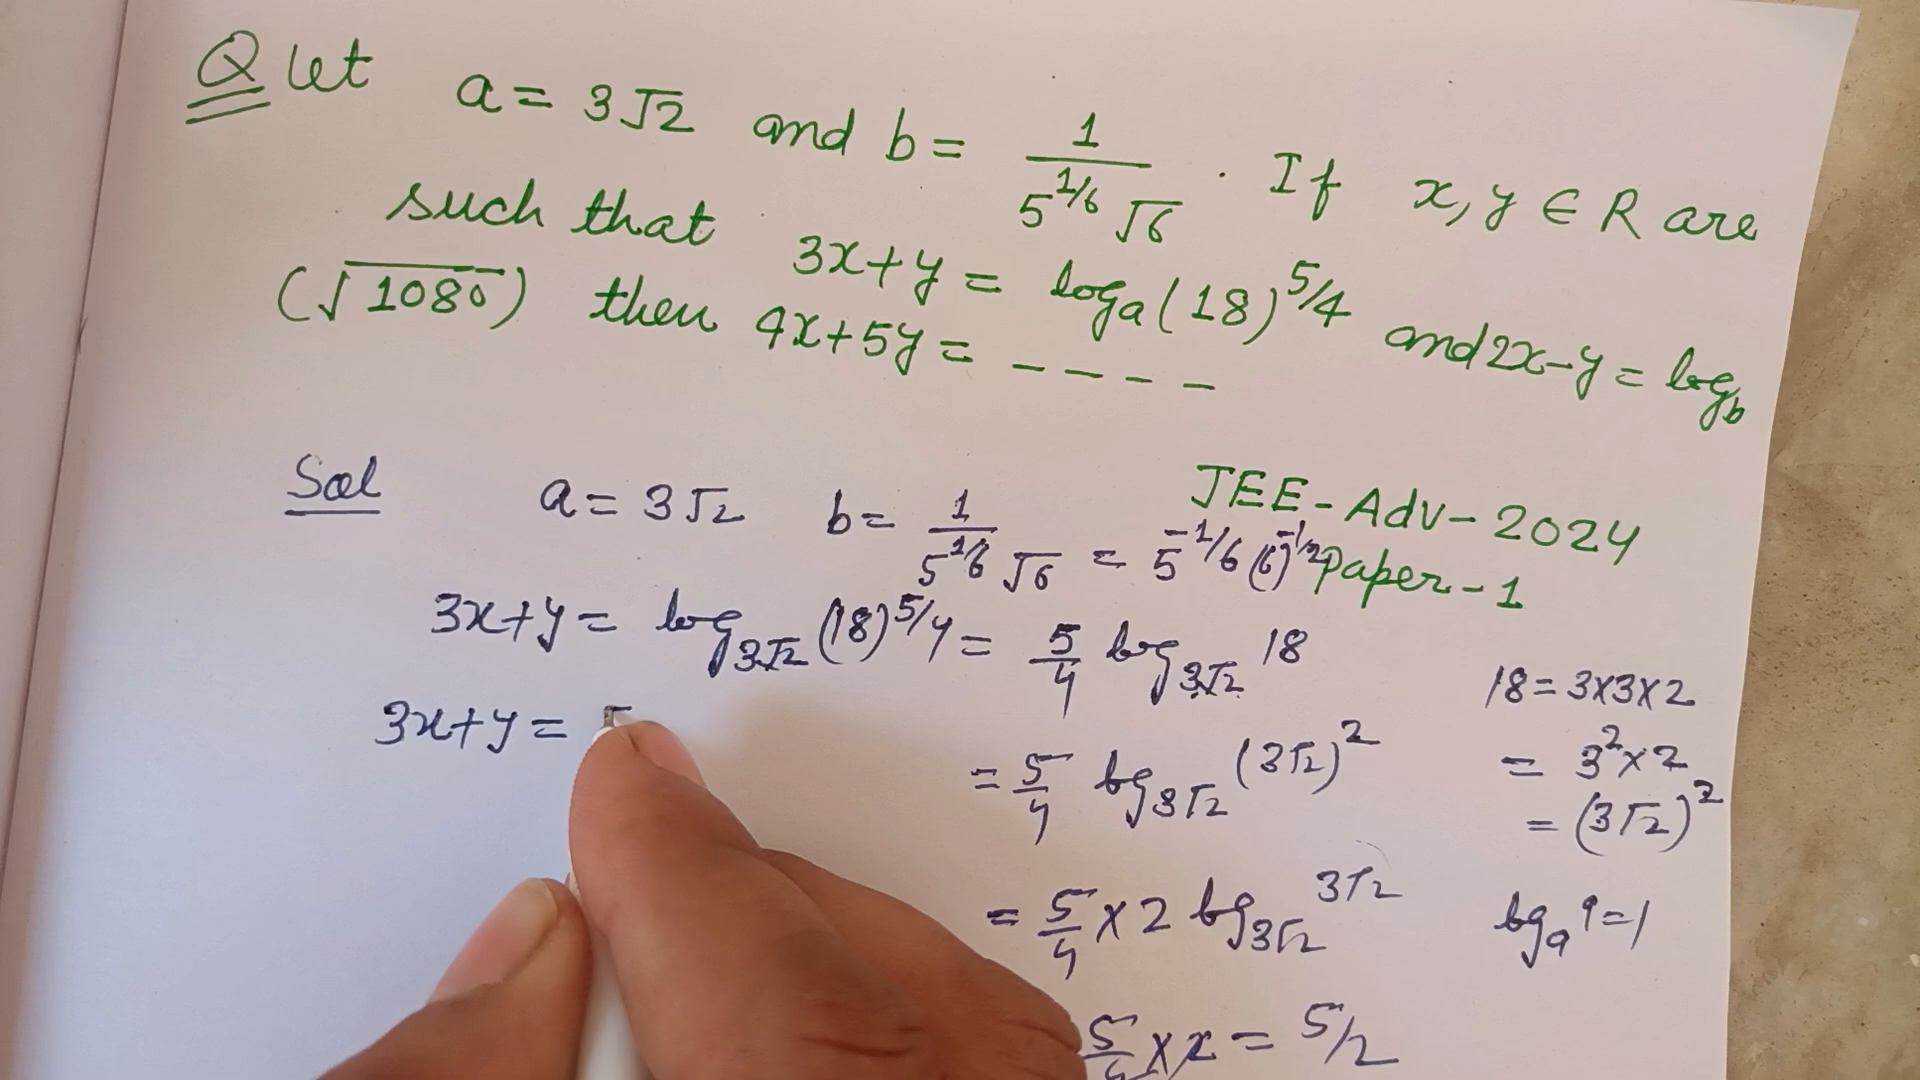 Q Let a = 3√2 and b = 1/(5^{1/6} √6) . If x, y ∈ R are
such that 3x+y = log_a (18)^{5/4} and 2x-y = log_b
(√1080) then 4x+5y = - - - -
JEE - Adv - 2024
Paper - 1
Sol a = 3√2 b = 1/(5^{1/6} √6) = 5^{-1/6} (6)^{-1/2}
3x+y = log_{3√2} (18)^{5/4} = 5/4 log_{3√2} 18
18 = 3×3×2
3x+y = 5
= 5/4 log_{3√2} (3√2)^2
= 3^2×2
= (3√2)^2
= 5/4 × 2 log_{3√2} 3√2
log_a a = 1
5/4 × 2 = 5/2